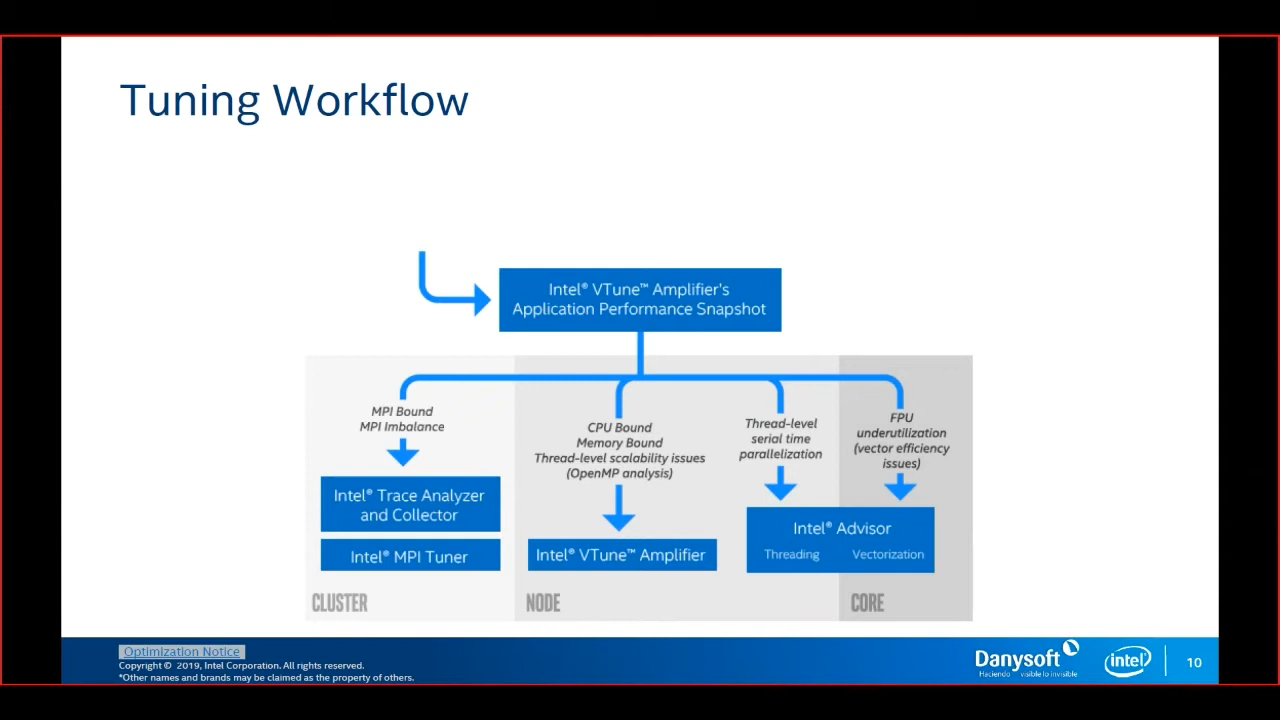 Tuning Workflow
Intel® VTune™ Amplifier's
Application Performance Snapshot
MPI Bound
MPI Imbalance
CPU Bound
Memory Bound
Thread-level scalability issues
(OpenMP analysis)
Thread-level
serial time
parallelization
FPU
underutilization
(vector efficiency
issues)
Intel® Trace Analyzer
and Collector
Intel® MPI Tuner
Intel® VTune™ Amplifier
Intel® Advisor
Threading Vectorization
CLUSTER
NODE
CORE
Optimization Notice
Copyright © 2019, Intel Corporation. All rights reserved.
*Other names and brands may be claimed as the property of others.
Danysoft
Haciendo visible lo invisible
intel
10